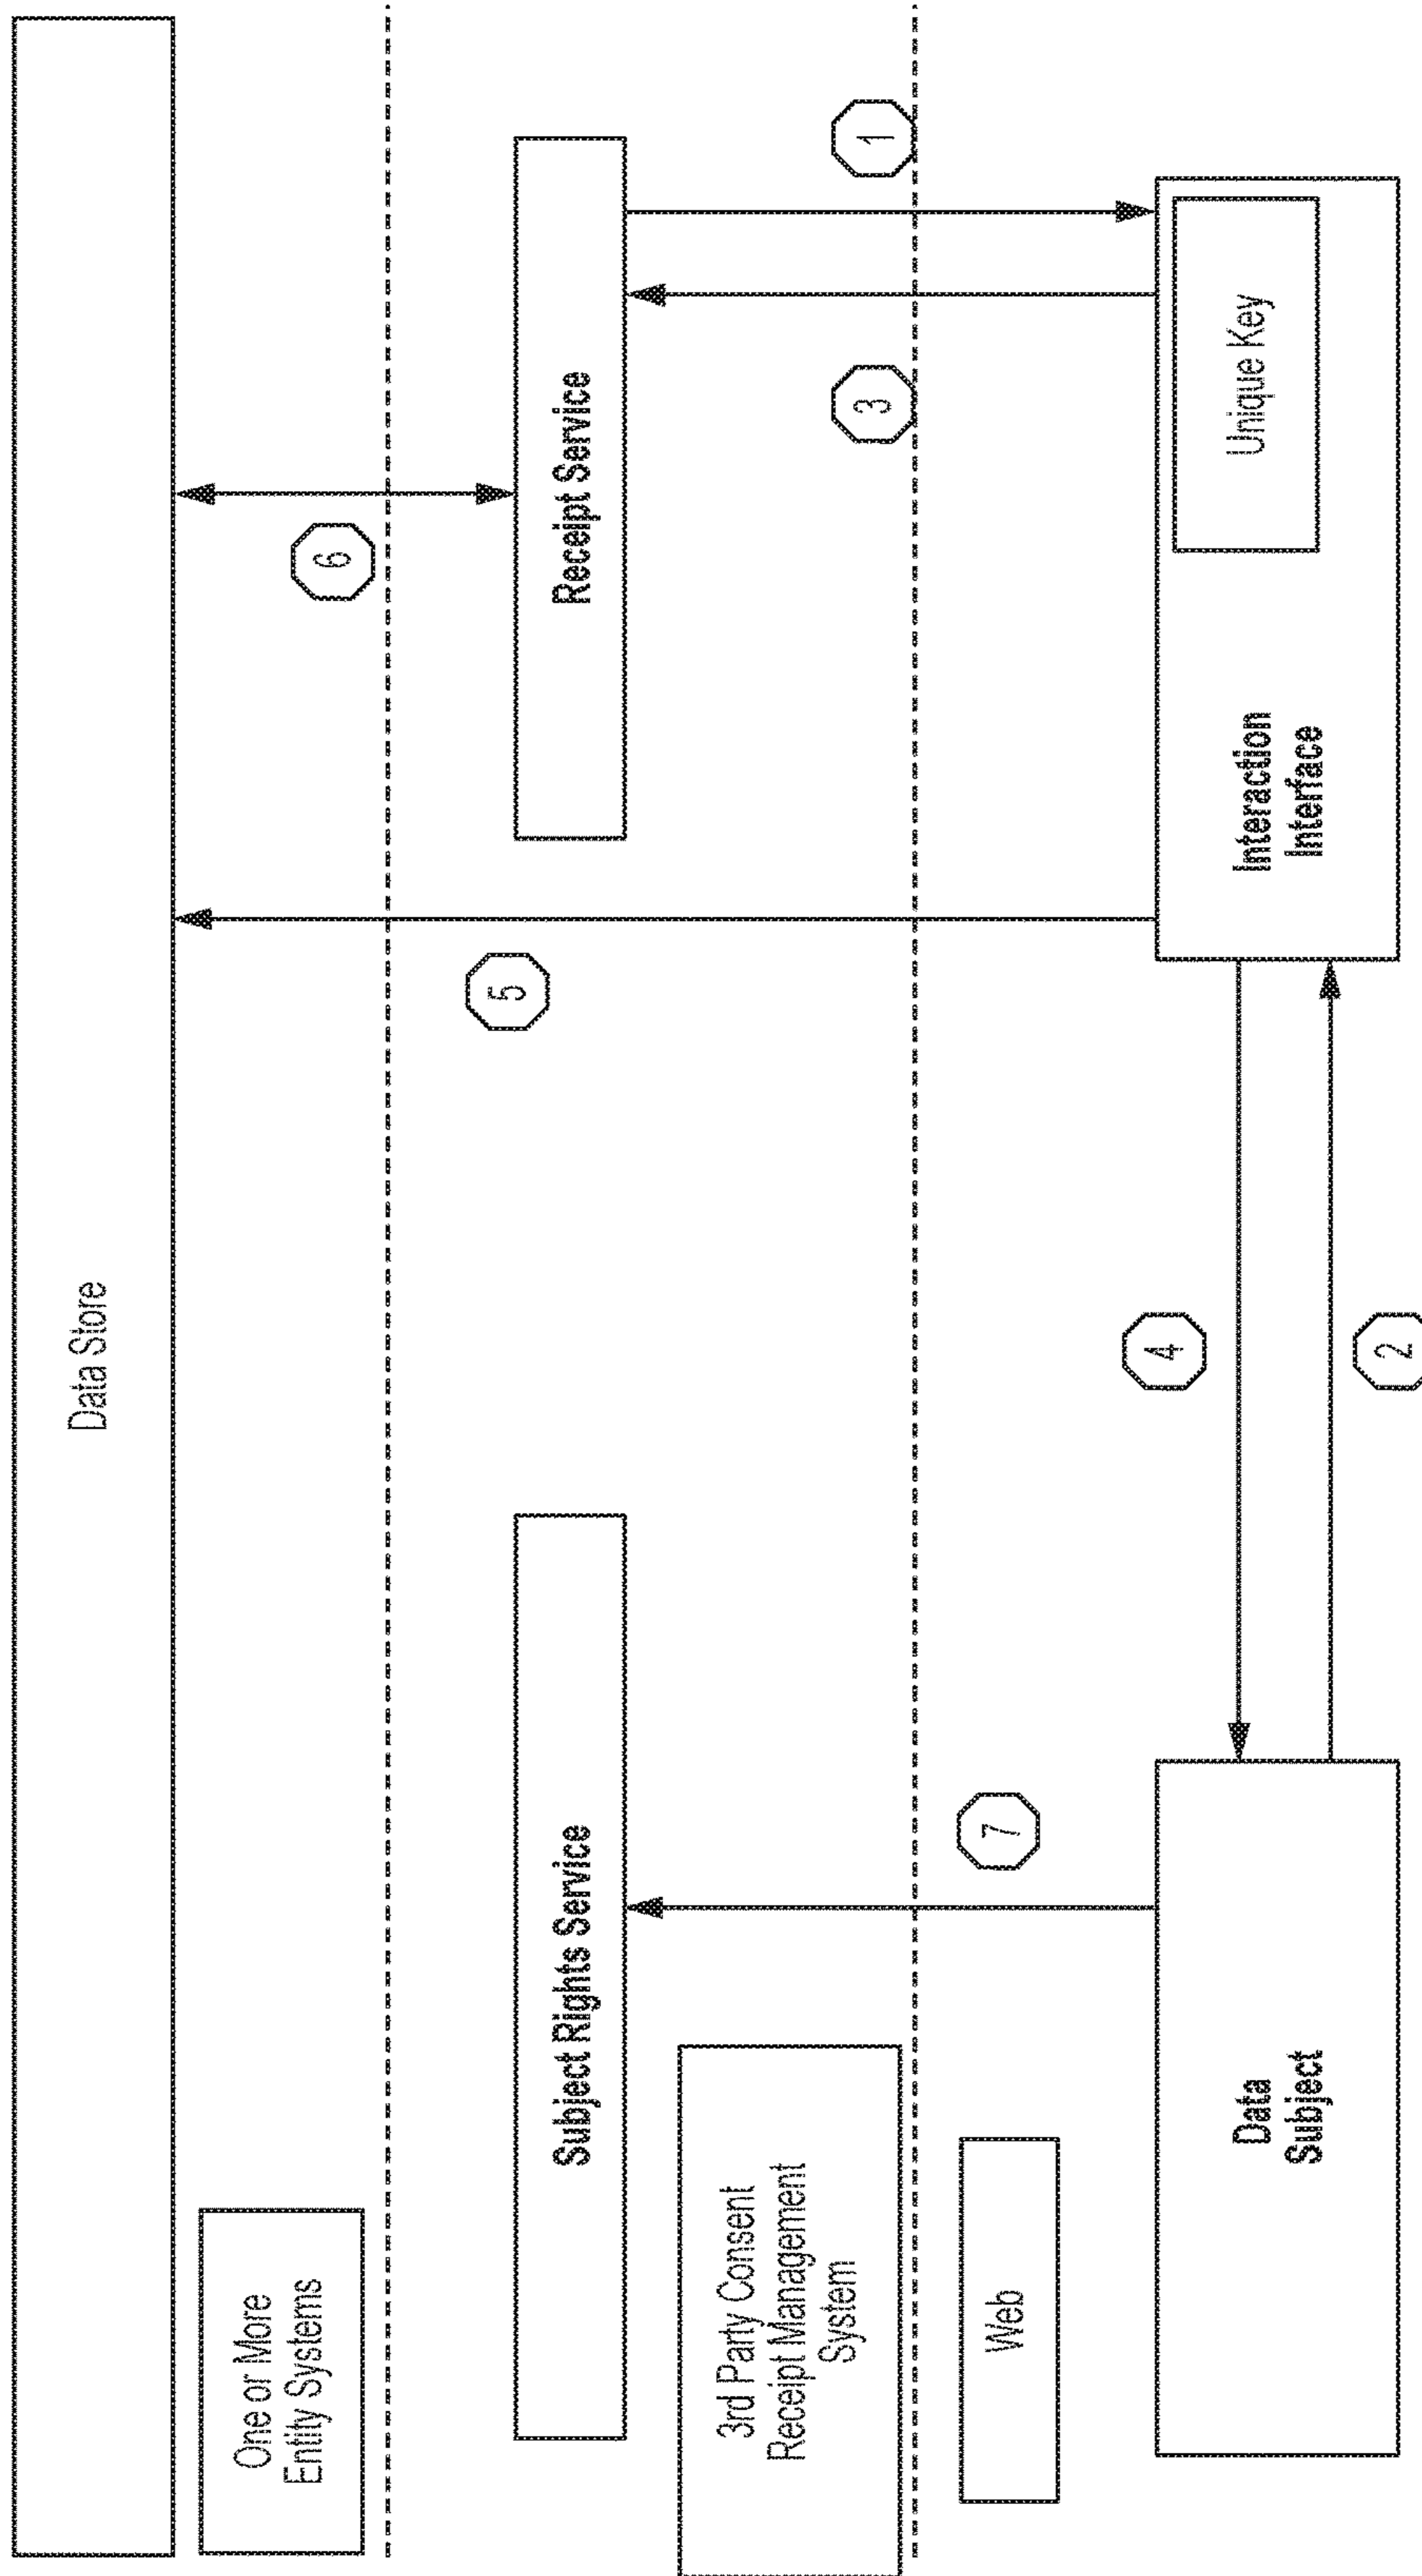 Data Store
One or More
Entity Systems
6
5
Subject Rights Service
Receipt Service
3rd Party Consent
Receipt Management
System
3
1
7
Web
4
Data
Subject
Interaction
Interface
Unique Key
2